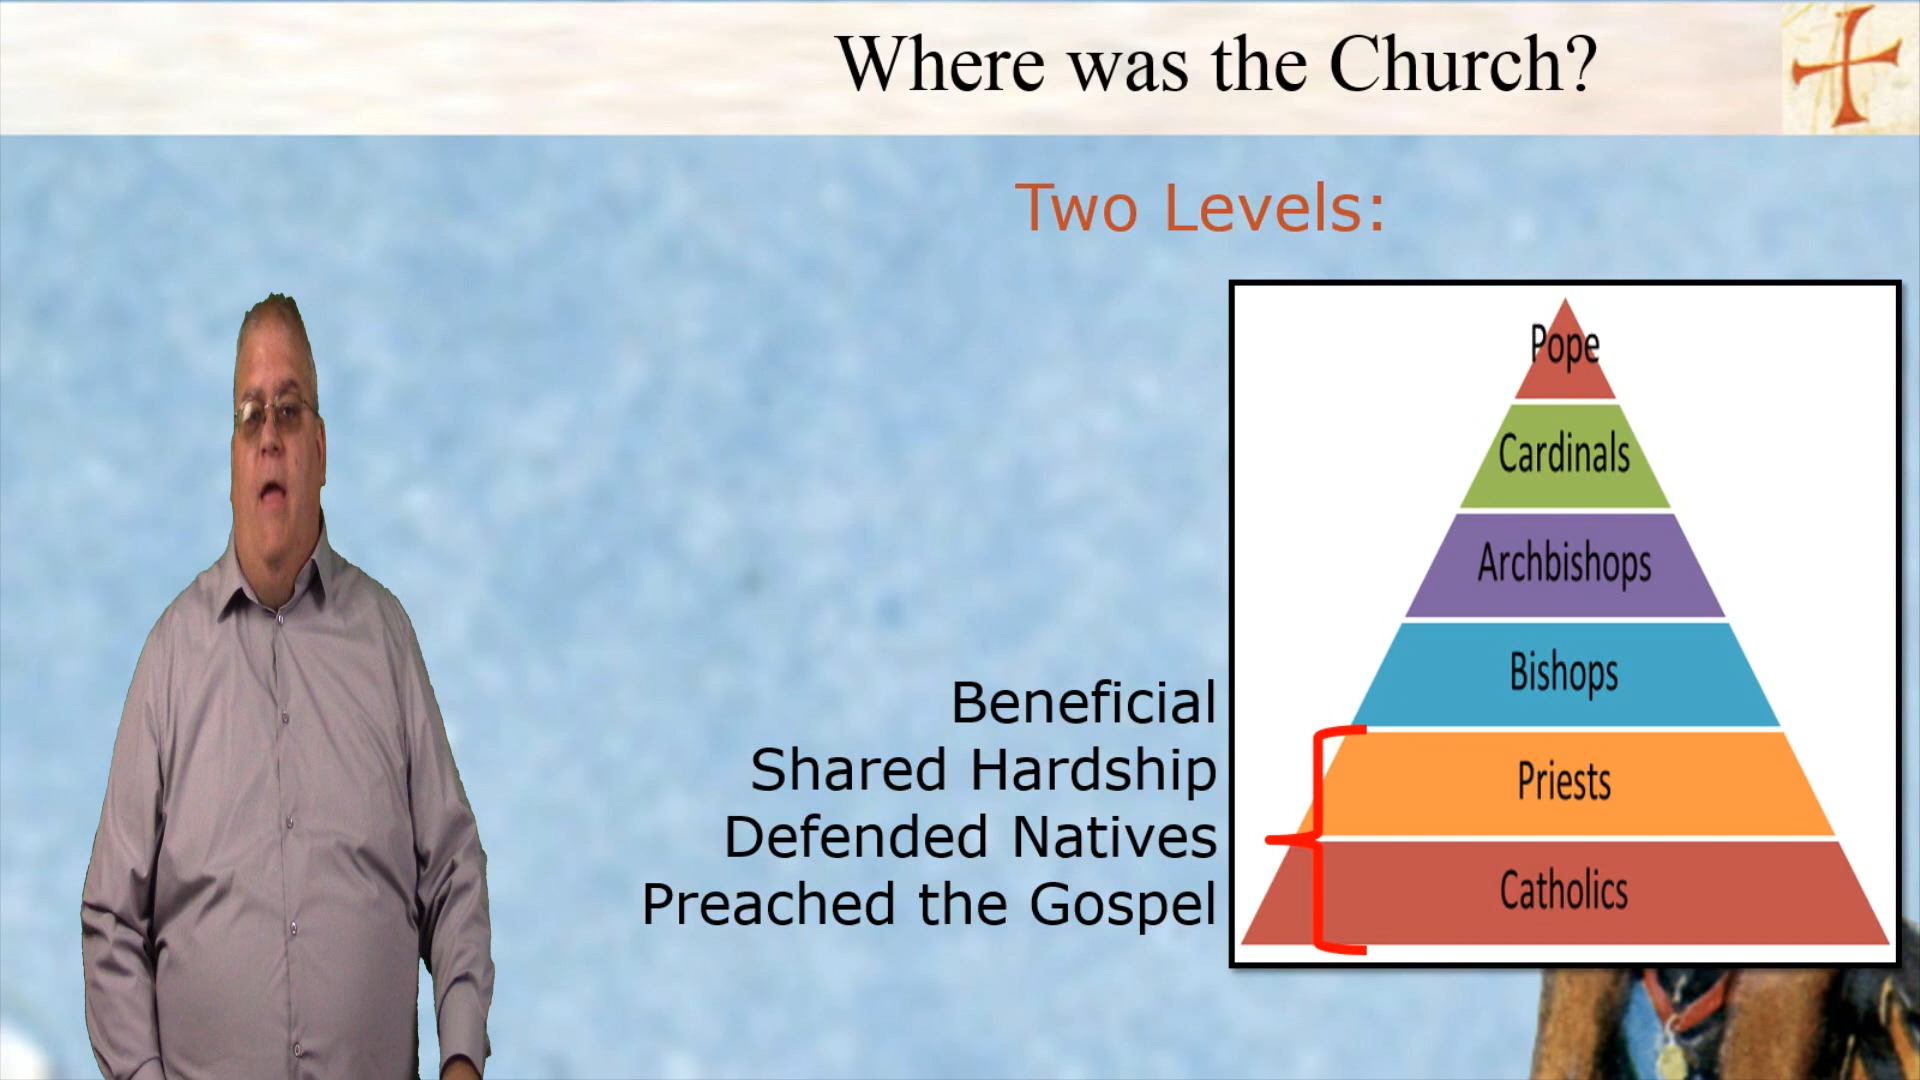 Where was the Church?
Two Levels:
Pope
Cardinals
Archbishops
Bishops
Beneficial
Shared Hardship
Defended Natives
Preached the Gospel
Priests
Catholics